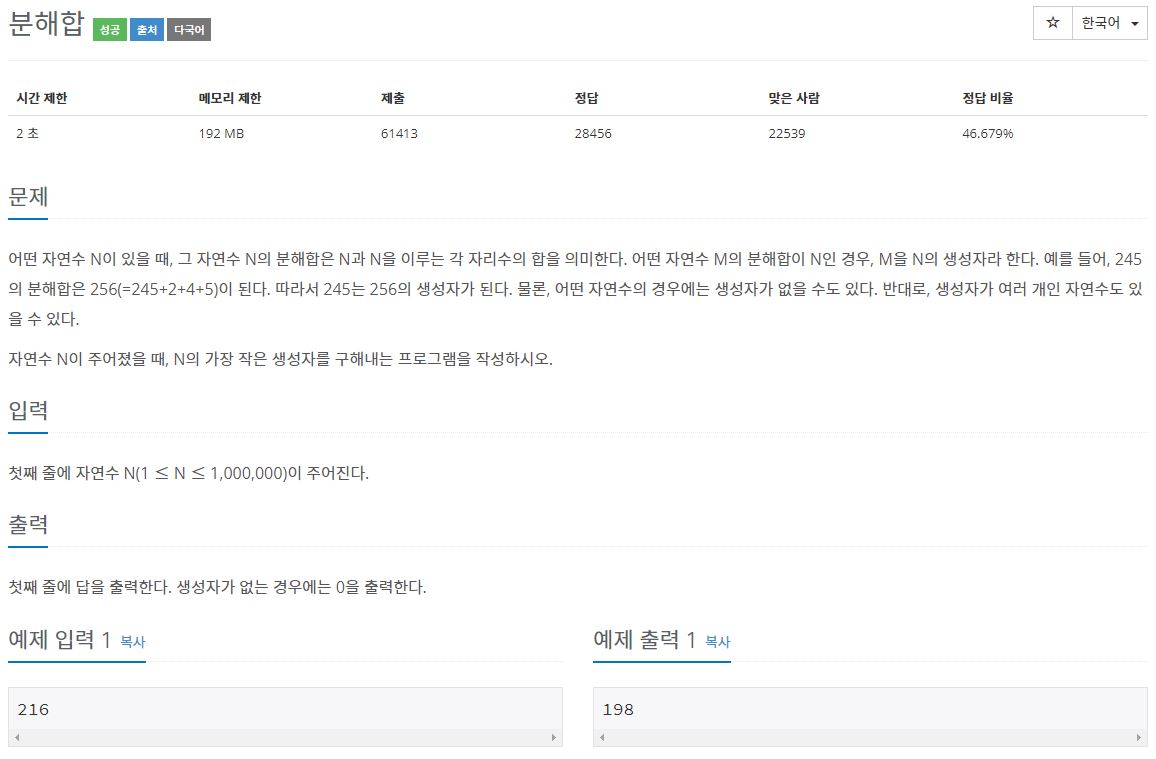 분해합 성공 출처 다국어
☆ 한국어
시간 제한 메모리 제한 제출 정답 맞은 사람 정답 비율
2 초 192 MB 61413 28456 22539 46.679%
문제
어떤 자연수 N이 있을 때, 그 자연수 N의 분해합은 N과 N을 이루는 각 자리수의 합을 의미한다. 어떤 자연수 M의 분해합이 N인 경우, M을 N의 생성자라 한다. 예를 들어, 245
의 분해합은 256(=245+2+4+5)이 된다. 따라서 245는 256의 생성자가 된다. 물론, 어떤 자연수의 경우에는 생성자가 없을 수도 있다. 반대로, 생성자가 여러 개인 자연수도 있
을 수 있다.
자연수 N이 주어졌을 때, N의 가장 작은 생성자를 구해내는 프로그램을 작성하시오.
입력
첫째 줄에 자연수 N(1 ≤ N ≤ 1,000,000)이 주어진다.
출력
첫째 줄에 답을 출력한다. 생성자가 없는 경우에는 0을 출력한다.
예제 입력 1 복사
216
예제 출력 1 복사
198